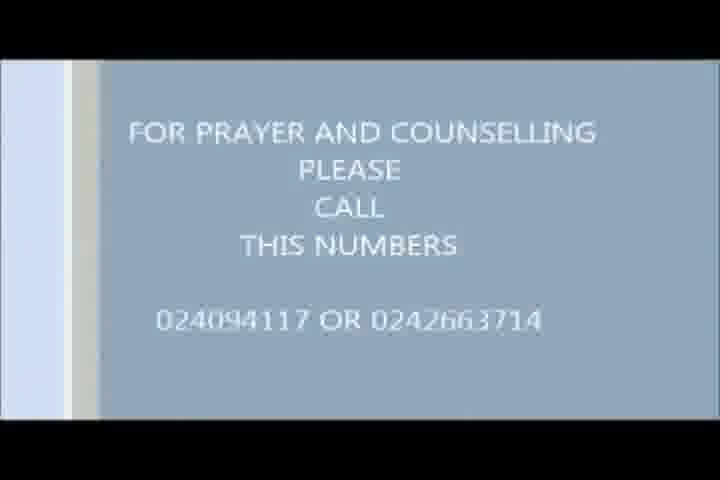 FOR PRAYER AND COUNSELLING
PLEASE
CALL
THIS NUMBERS
024094117 OR 0242663714